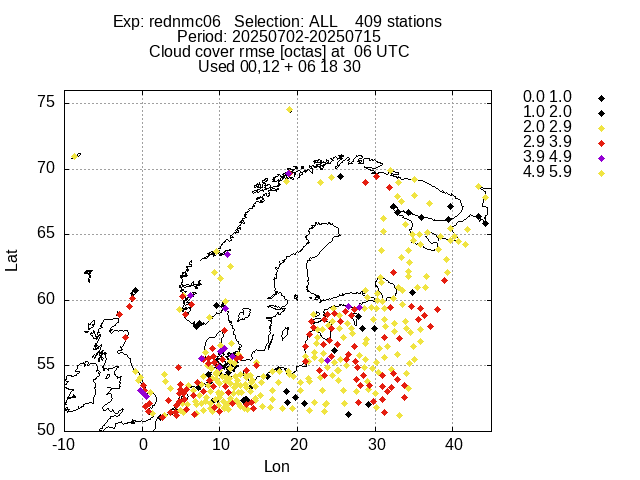 Exp: rednmc06   Selection: ALL    409 stations
Period: 20250702-20250715
Cloud cover rmse [octas] at  06 UTC
Used 00,12 + 06 18 30
0.0 1.0
1.0 2.0
2.0 2.9
2.9 3.9
3.9 4.9
4.9 5.9
75
70
65
60
55
50
Lat
-10 0 10 20 30 40
Lon